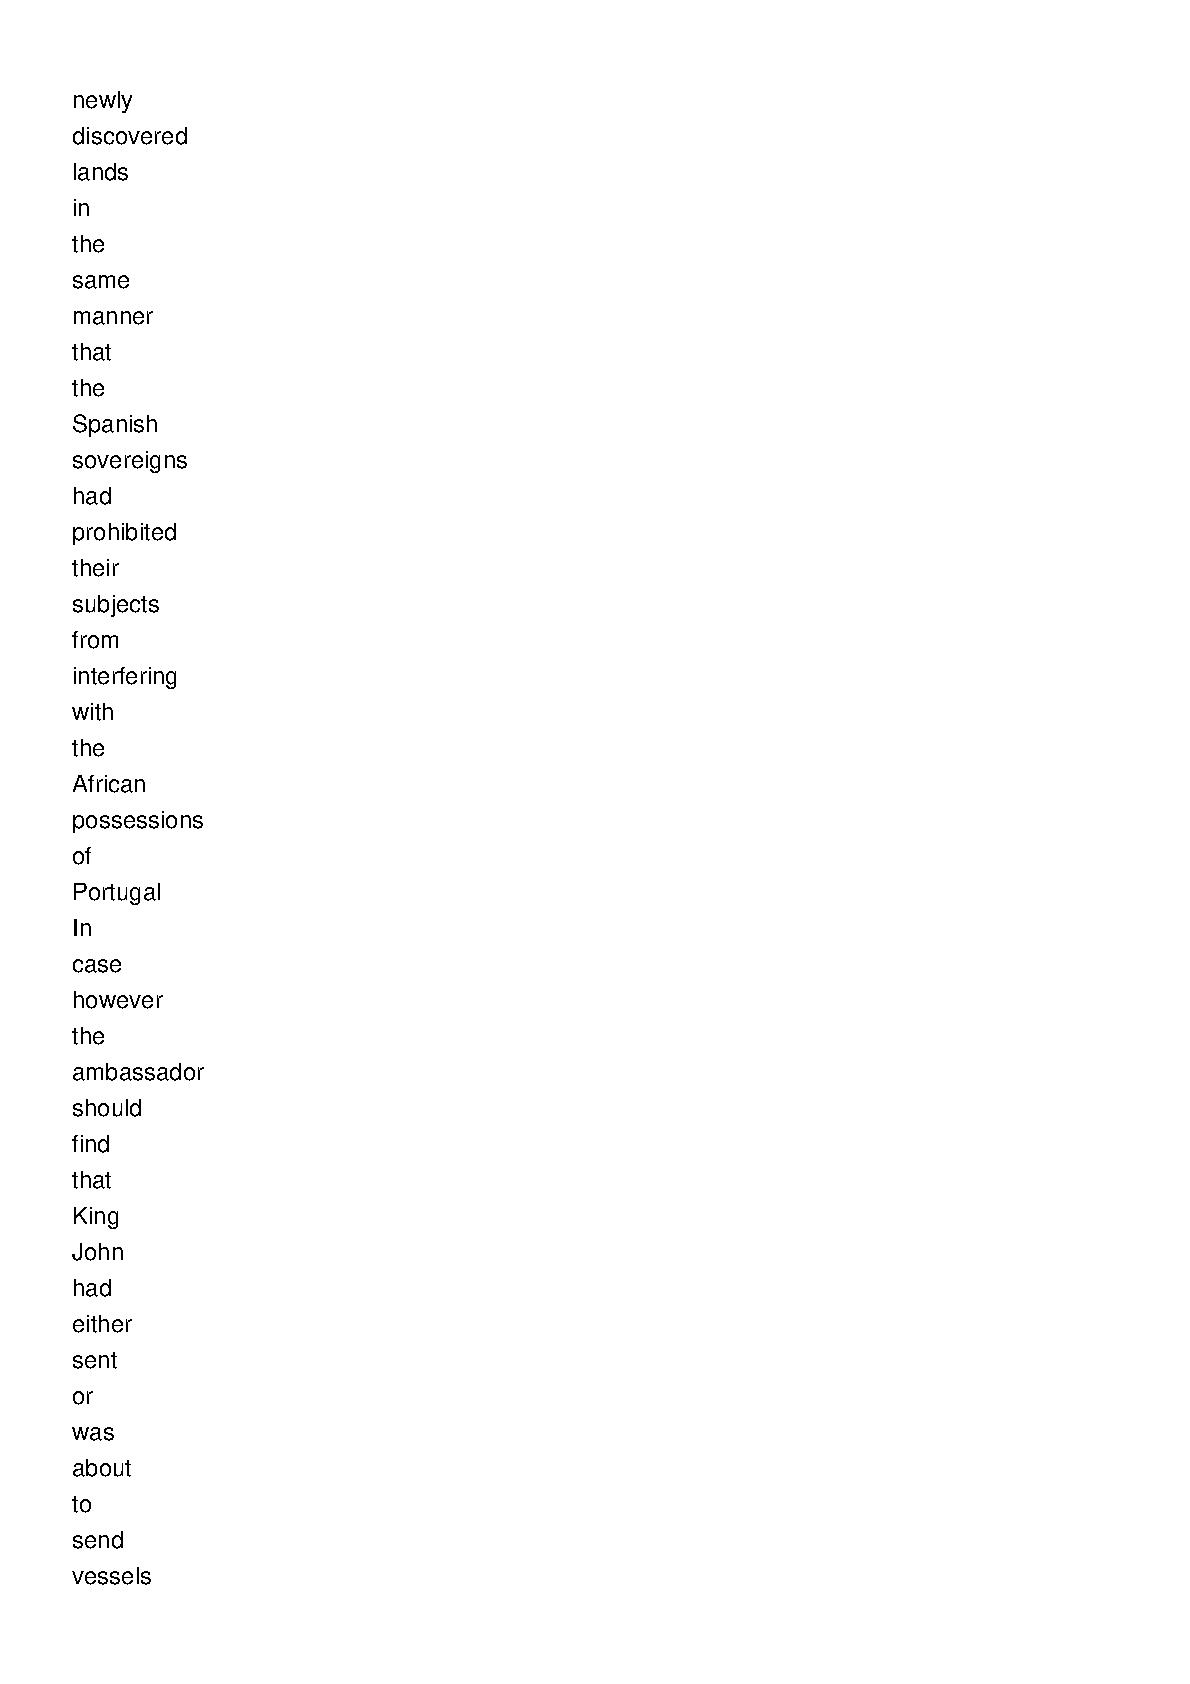 newly
discovered
lands
in
the
same
manner
that
the
Spanish
sovereigns
had
prohibited
their
subjects
from
interfering
with
the
African
possessions
of
Portugal
In
case
however
the
ambassador
should
find
that
King
John
had
either
sent
or
was
about
to
send
vessels